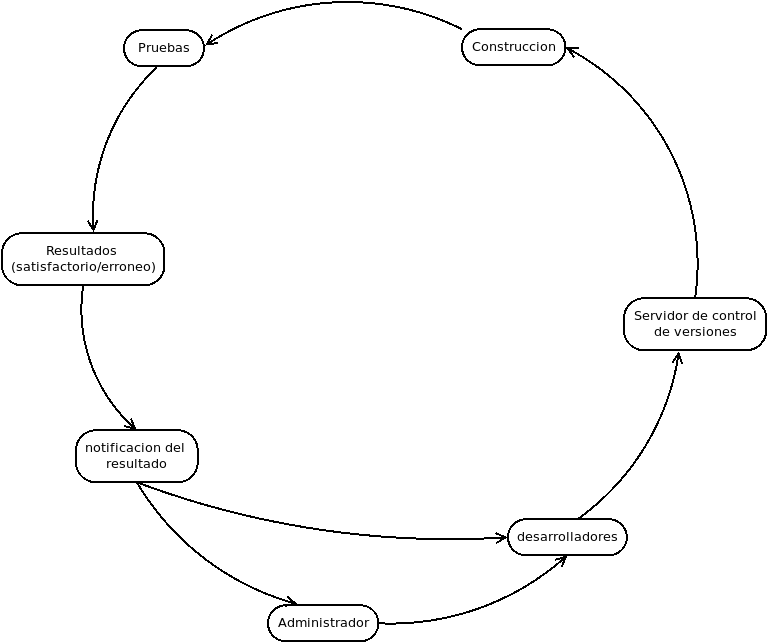 Pruebas
Construccion
Resultados
(satisfactorio/erroneo)
Servidor de control
de versiones
notificacion del
resultado
desarrolladores
Administrador